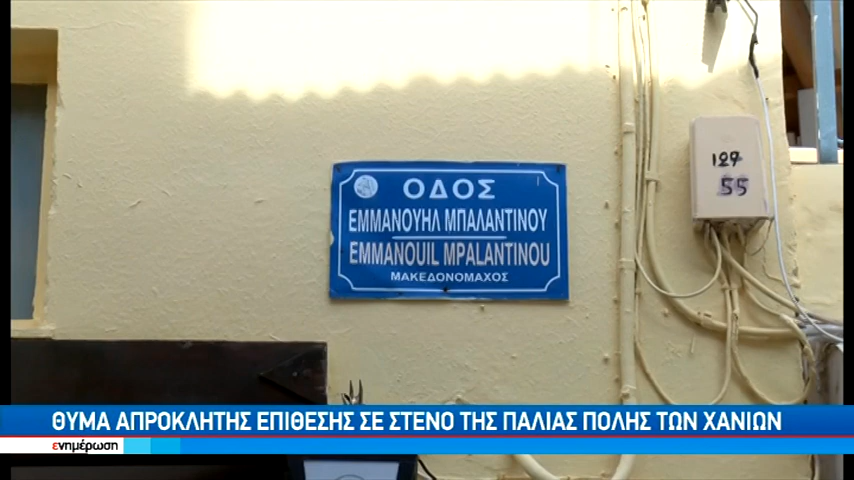 ΟΔΟΣ
ΕΜΜΑΝΟΥΗΛ ΜΠΑΛΑΝΤΙΝΟΥ
EMMANOUIL MPALANTINOU
ΜΑΚΕΔΟΝΟΜΑΧΟΣ
127
55
ΘΥΜΑ ΑΠΡΟΚΛΗΤΗΣ ΕΠΙΘΕΣΗΣ ΣΕ ΣΤΕΝΟ ΤΗΣ ΠΑΛΙΑΣ ΠΟΛΗΣ ΤΩΝ ΧΑΝΙΩΝ
ενημέρωση